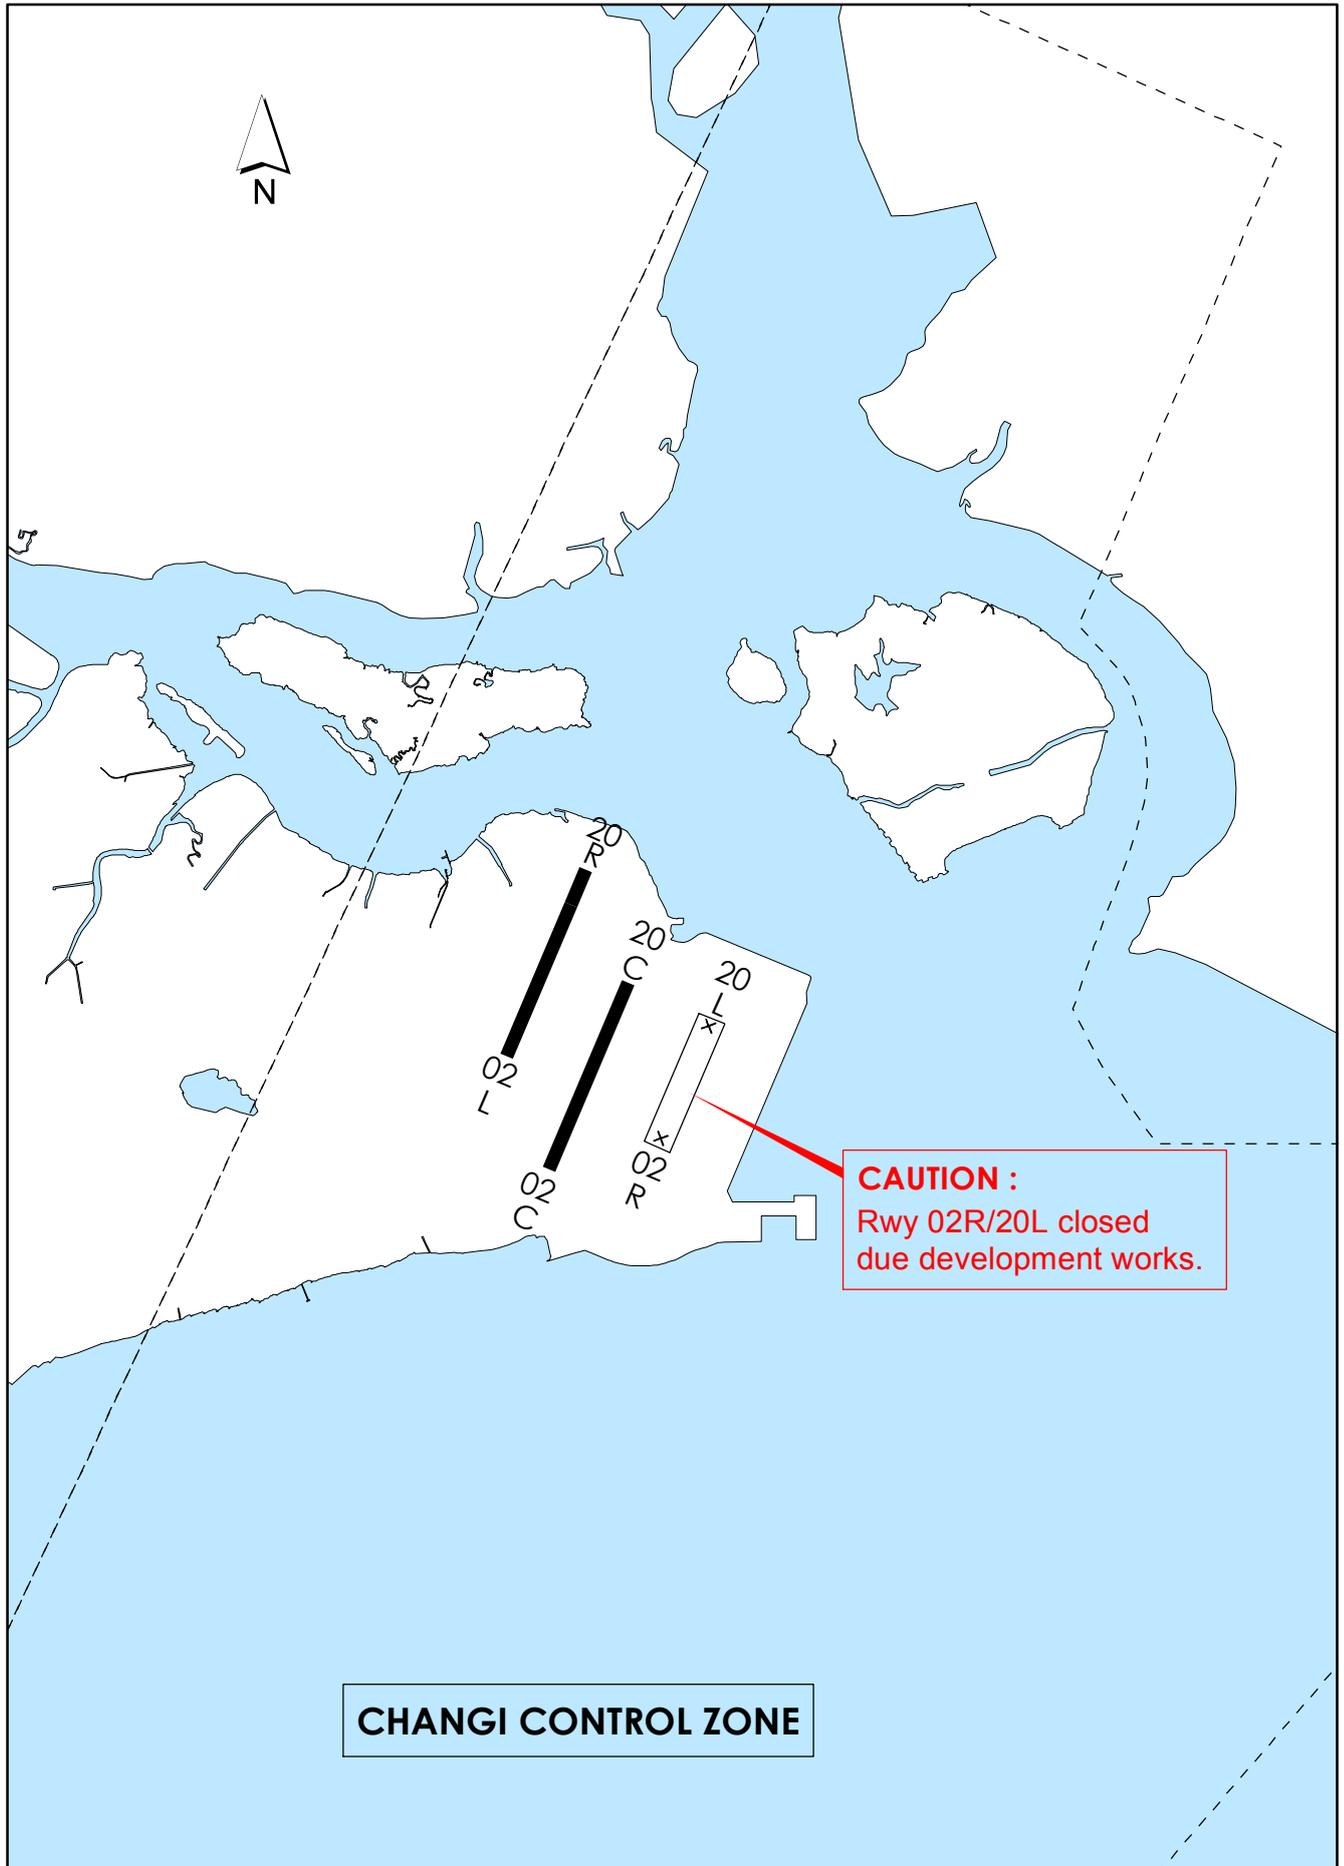 N
20
R
20
C
20
L
x
02
L
x
02
R
02
C
CAUTION :
Rwy 02R/20L closed
due development works.
CHANGI CONTROL ZONE